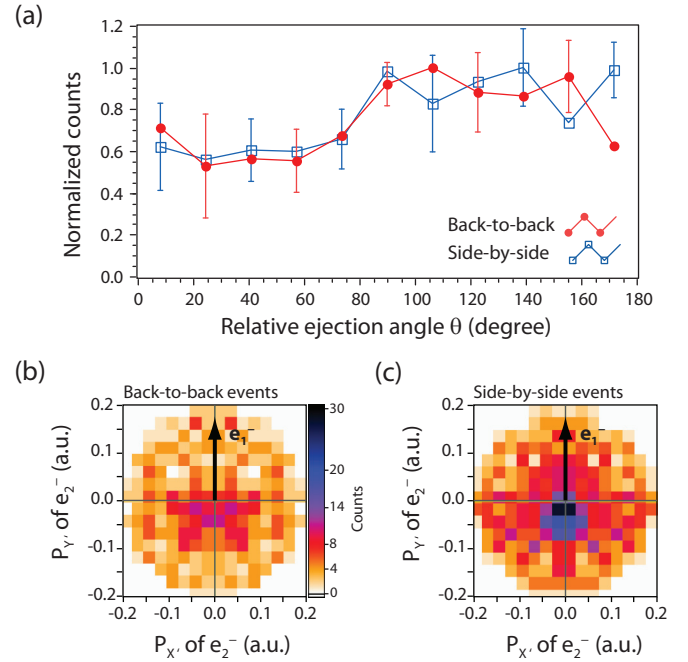 (a)
1.2
1.0
0.8
0.6
0.4
0.2
0.0
Normalized counts
Back-to-back
Side-by-side
0 20 40 60 80 100 120 140 160 180
Relative ejection angle θ (degree)
(b)
Back-to-back events
0.2
0.1
0.0
-0.1
-0.2
P_Y' of e₂⁻ (a.u.)
e₁⁻
30
20
14
8
4
0
Counts
-0.2 -0.1 0.0 0.1 0.2
P_X' of e₂⁻ (a.u.)
(c)
Side-by-side events
0.2
0.1
0.0
-0.1
-0.2
P_Y' of e₂⁻ (a.u.)
e₁⁻
-0.2 -0.1 0.0 0.1 0.2
P_X' of e₂⁻ (a.u.)